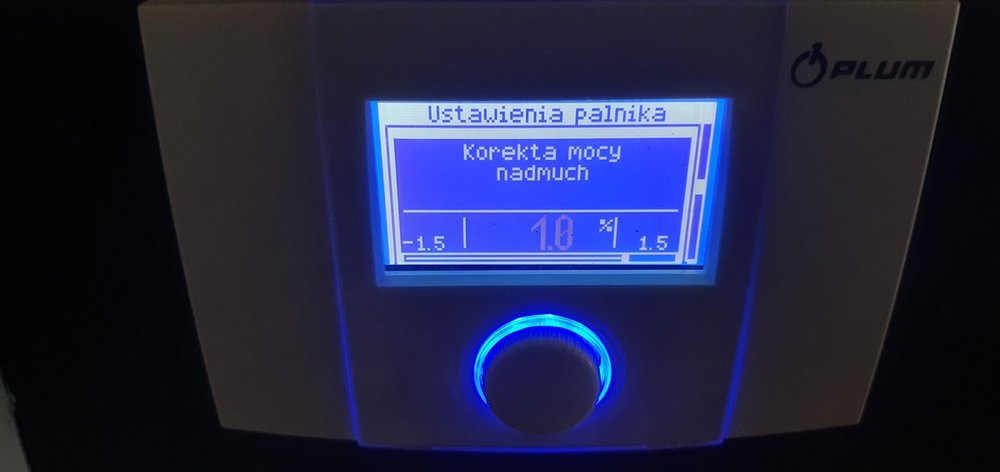 PLUM
Ustawienia palnika
Korekta mocy
nadmuch
-1.5 1.0 % 1.5